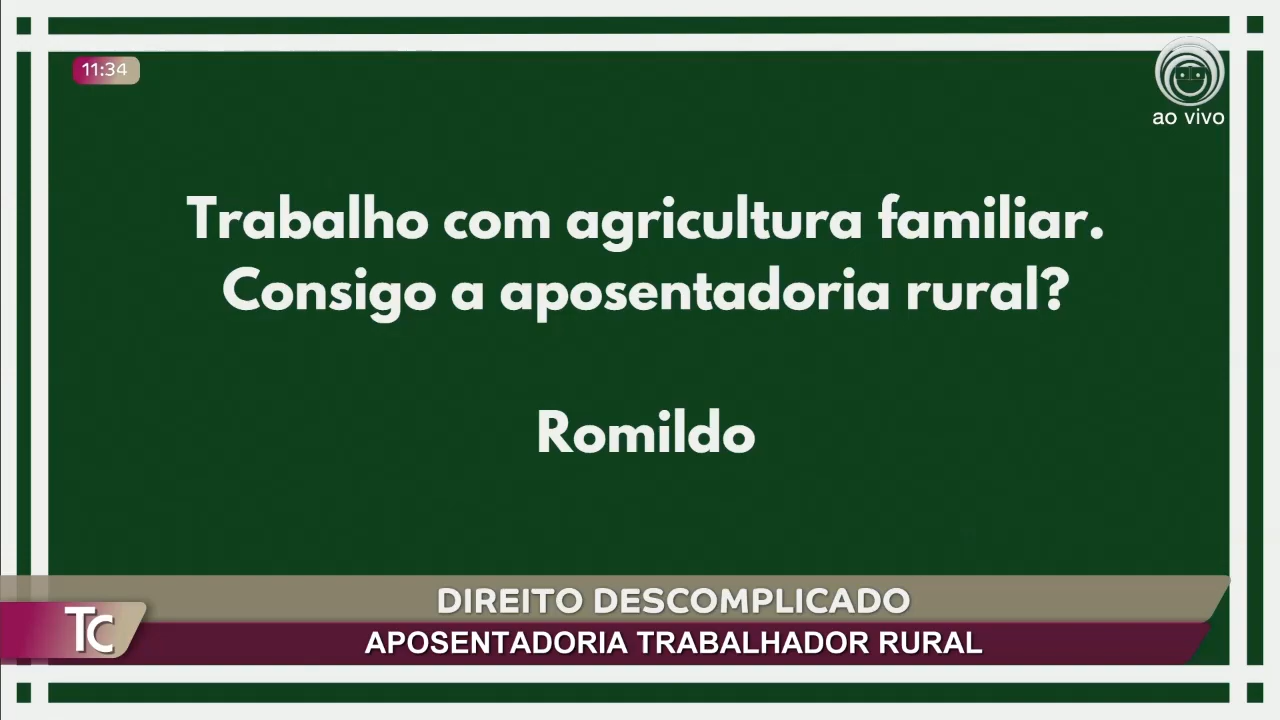 11:34
ao vivo
Trabalho com agricultura familiar.
Consigo a aposentadoria rural?
Romildo
DIREITO DESCOMPLICADO
Tc
APOSENTADORIA TRABALHADOR RURAL